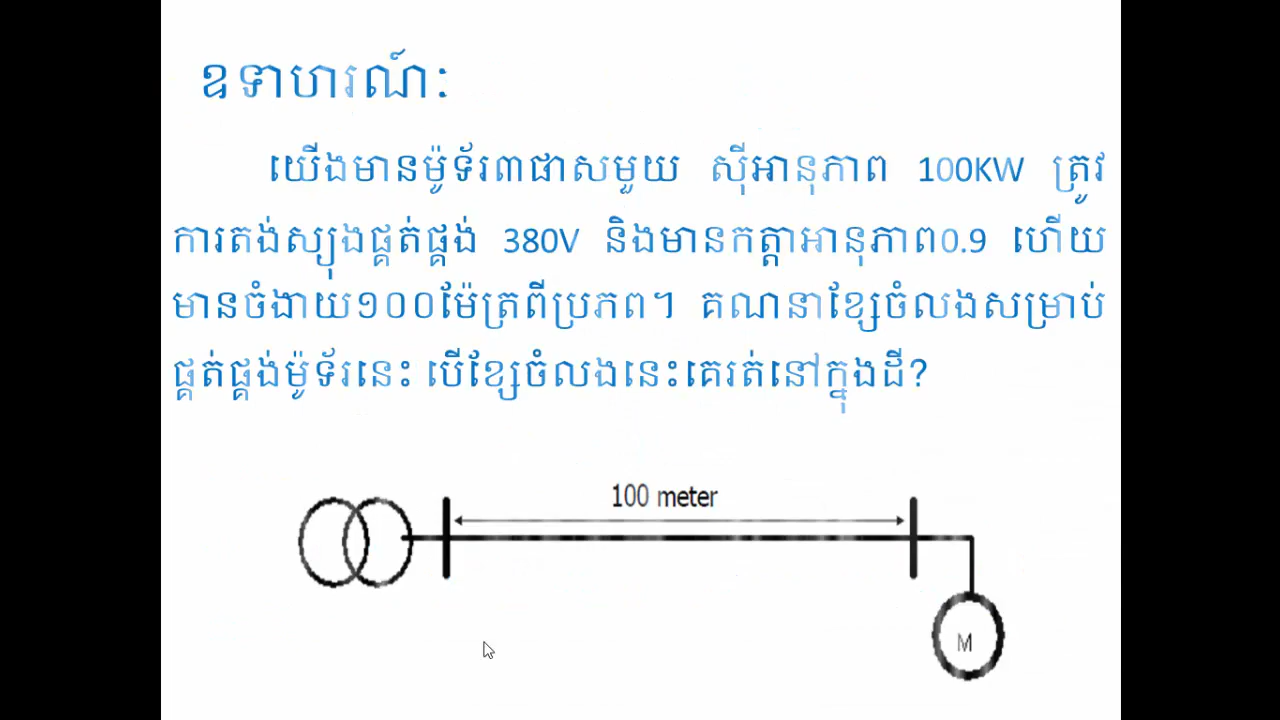 ឧទាហរណ៍ៈ
យើងមានម៉ូទ័រ៣ផាសមួយ ស៊ីអានុភាព 100KW ត្រូវ
ការតង់ស្យុងផ្គត់ផ្គង់ 380V និងមានកត្តាអានុភាព0.9 ហើយ
មានចំងាយ១០០ម៉ែត្រពីប្រភព។ គណនាខ្សែចំលងសម្រាប់
ផ្គត់ផ្គង់ម៉ូទ័រនេះ បើខ្សែចំលងនេះគេរត់នៅក្នុងដី?
100 meter
M